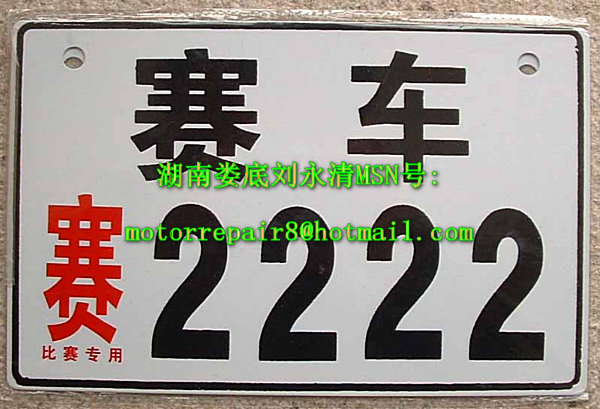 赛 车
湖南娄底刘永清MSN号:
motorrepair8@hotmail.com
赛 2222
比赛专用